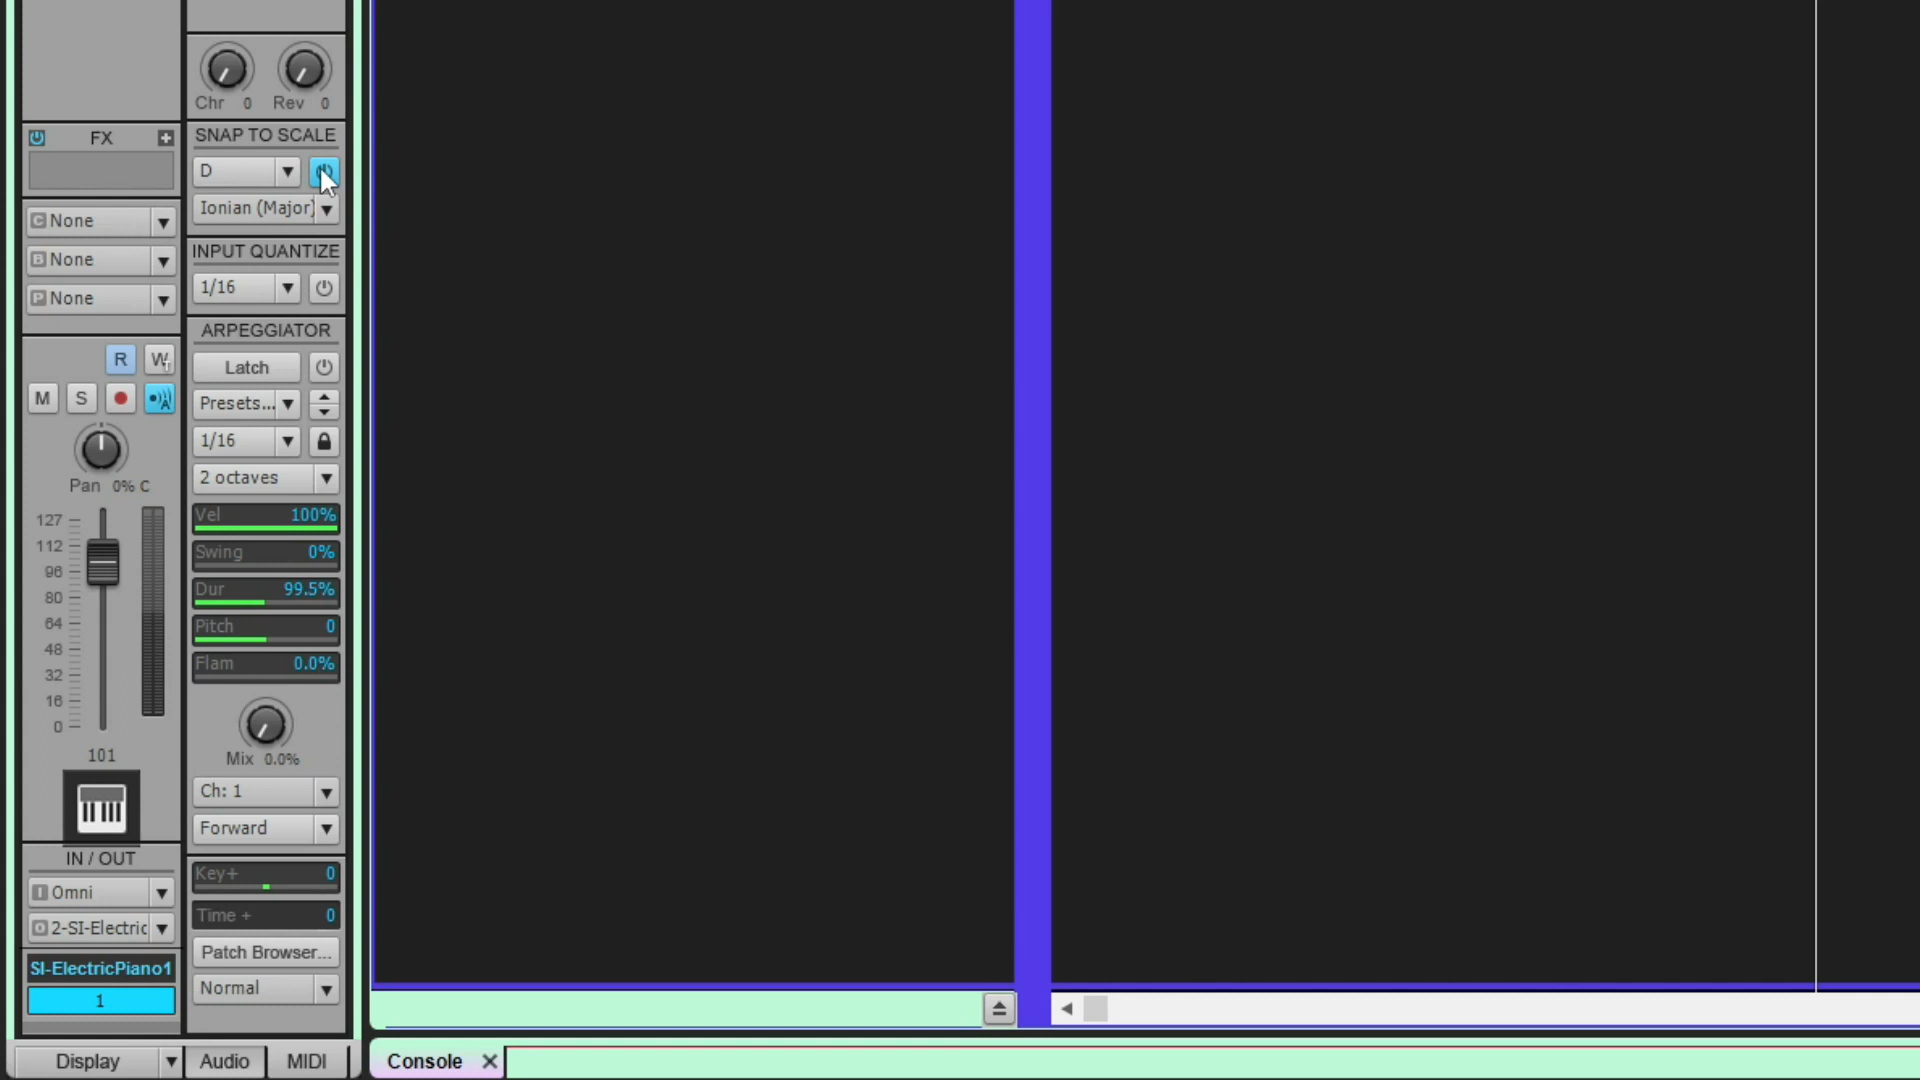 Chr 0 Rev 0
FX
SNAP TO SCALE
D
Ionian (Major)
C None
B None
P None
INPUT QUANTIZE
1/16
ARPEGGIATOR
Latch
Presets...
1/16
2 octaves
Vel 100%
Swing 0%
Dur 99.5%
Pitch 0
Flam 0.0%
Mix 0.0%
Ch: 1
Forward
Key+ 0
Time + 0
Patch Browser...
Normal
R W
M S A
Pan 0% C
127
112
96
80
64
48
32
16
0
101
IN / OUT
I Omni
O 2-SI-Electric
SI-ElectricPiano1
1
Display Audio MIDI
Console